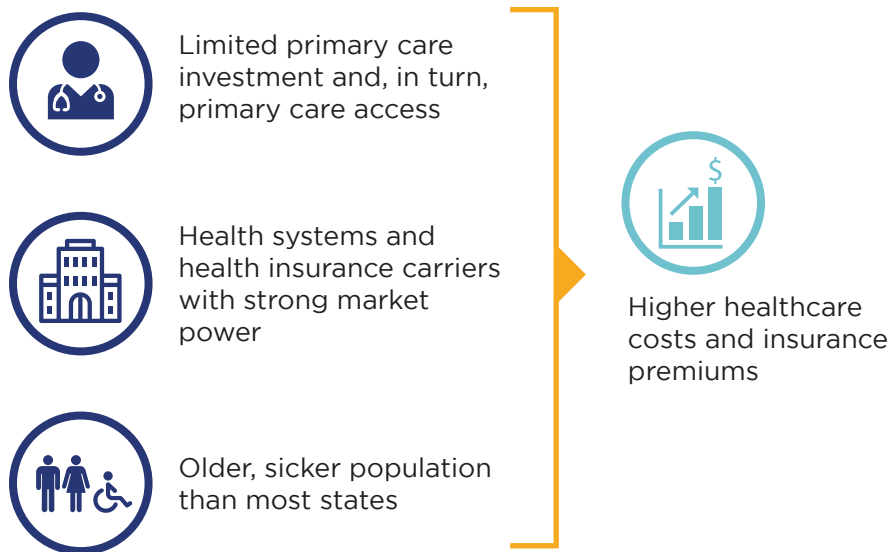 Limited primary care
investment and, in turn,
primary care access
Health systems and
health insurance carriers
with strong market
power
Older, sicker population
than most states
$
Higher healthcare
costs and insurance
premiums